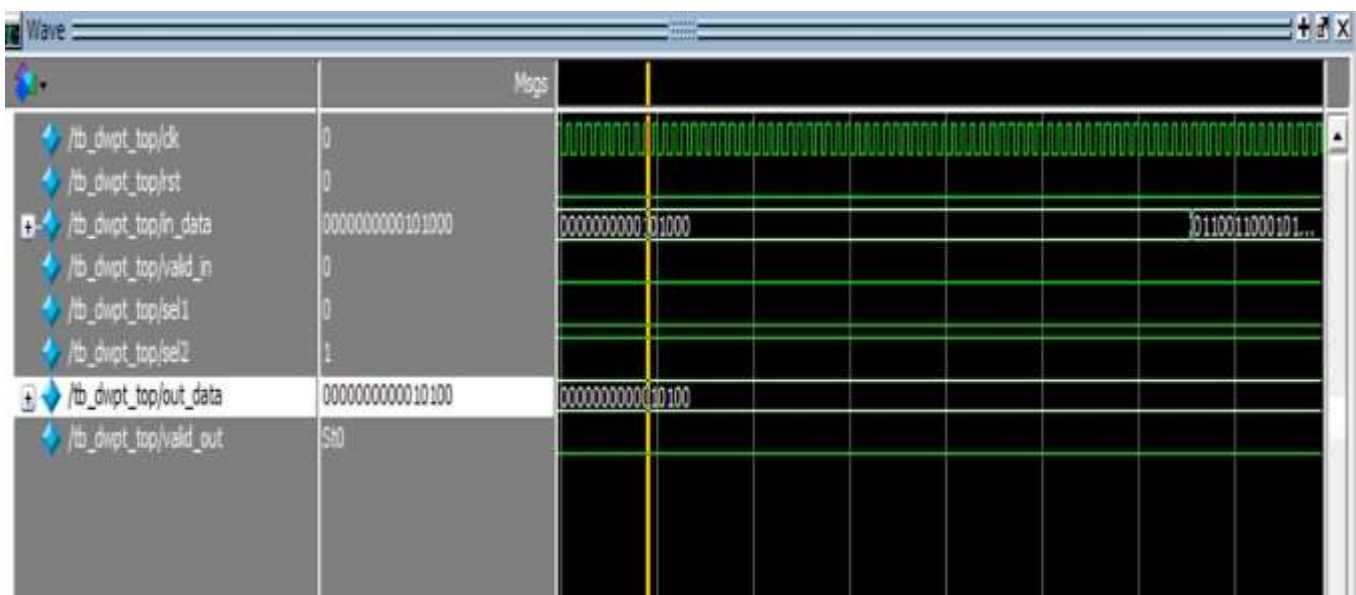 Wave
Msgs
/tb_dwpt_top/clk 0
/tb_dwpt_top/rst 0
/tb_dwpt_top/in_data 0000000000101000 0000000000101000 0110011000101...
/tb_dwpt_top/valid_in 0
/tb_dwpt_top/sel1 0
/tb_dwpt_top/sel2 1
/tb_dwpt_top/out_data 0000000000010100 0000000000010100
/tb_dwpt_top/valid_out St0